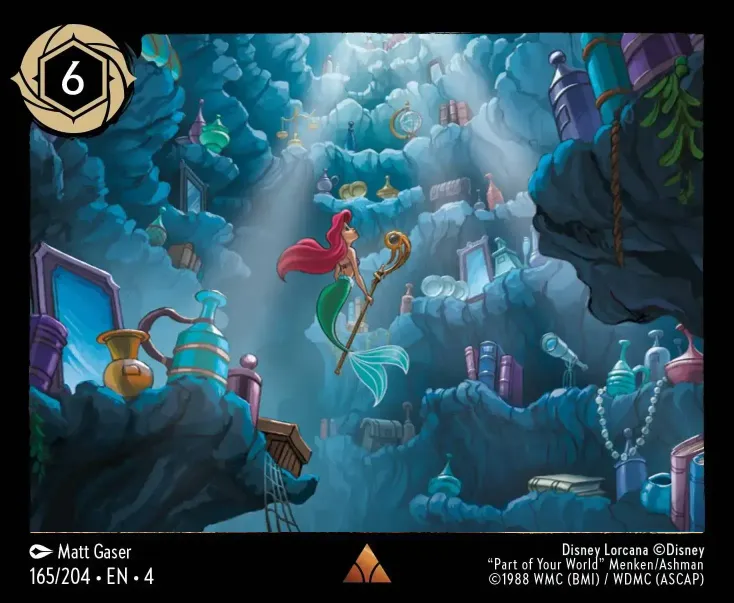 6
Matt Gaser
165/204 • EN • 4
Disney Lorcana ©Disney
“Part of Your World” Menken/Ashman
©1988 WMC (BMI) / WDMC (ASCAP)